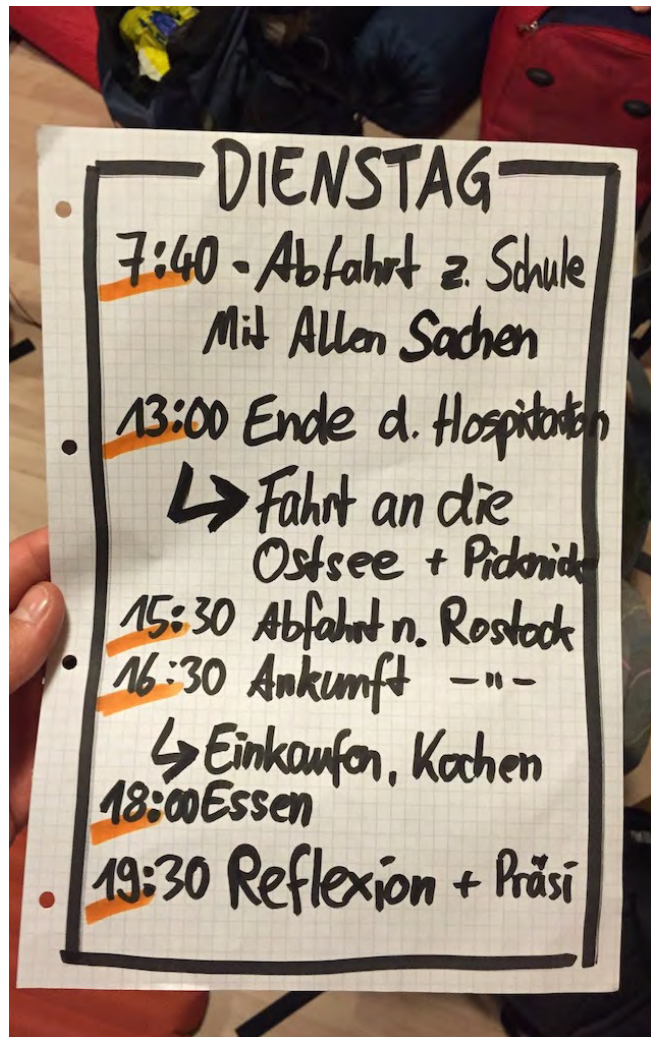 DIENSTAG
7:40 - Abfahrt z. Schule
Mit Allen Sachen
13:00 Ende d. Hospitation
↳ Fahrt an die
Ostsee + Picknick
15:30 Abfahrt n. Rostock
16:30 Ankunft -"-
↳ Einkaufen, Kochen
18:00 Essen
19:30 Reflexion + Präsi